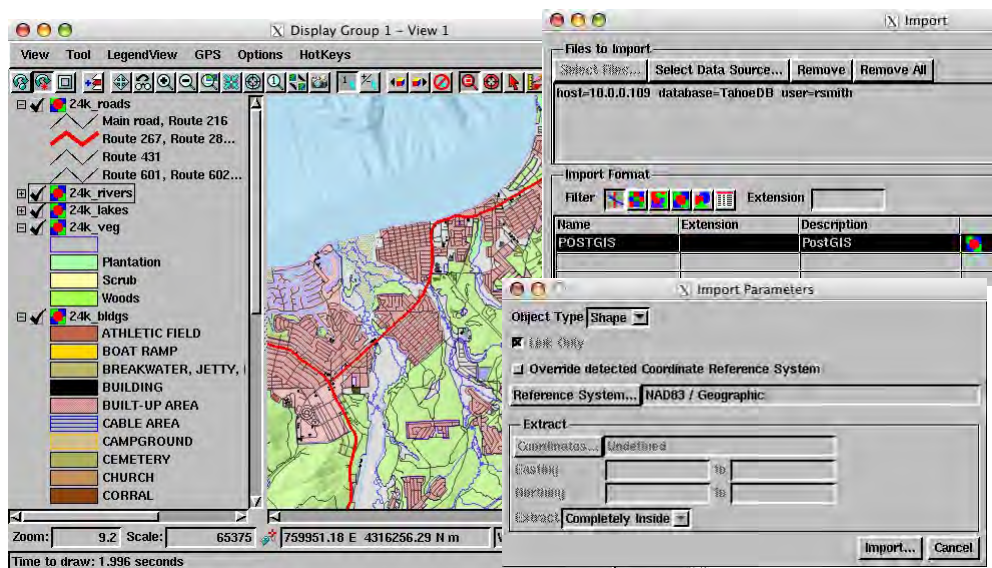 Display Group 1 - View 1
View Tool LegendView GPS Options HotKeys
24k_roads
Main road, Route 216
Route 267, Route 28...
Route 431
Route 601, Route 602...
24k_rivers
24k_lakes
24k_veg
Plantation
Scrub
Woods
24k_bldgs
ATHLETIC FIELD
BOAT RAMP
BREAKWATER, JETTY,
BUILDING
BUILT-UP AREA
CABLE AREA
CAMPGROUND
CEMETERY
CHURCH
CORRAL
Zoom: 9.2 Scale: 65375 759951.18 E 4316256.29 N m
Time to draw: 1.996 seconds
Import
Files to Import
Select Files... Select Data Source... Remove Remove All
host=10.0.0.109 database=TahoeDB user=rsmith
Import Format
Filter Extension
Name Extension Description
POSTGIS PostGIS
Import Parameters
Object Type Shape
Link Only
Override detected Coordinate Reference System
Reference System... NAD83 / Geographic
Extract
Coordinates... Undefined
Easting to
Northing to
Extract Completely Inside
Import... Cancel